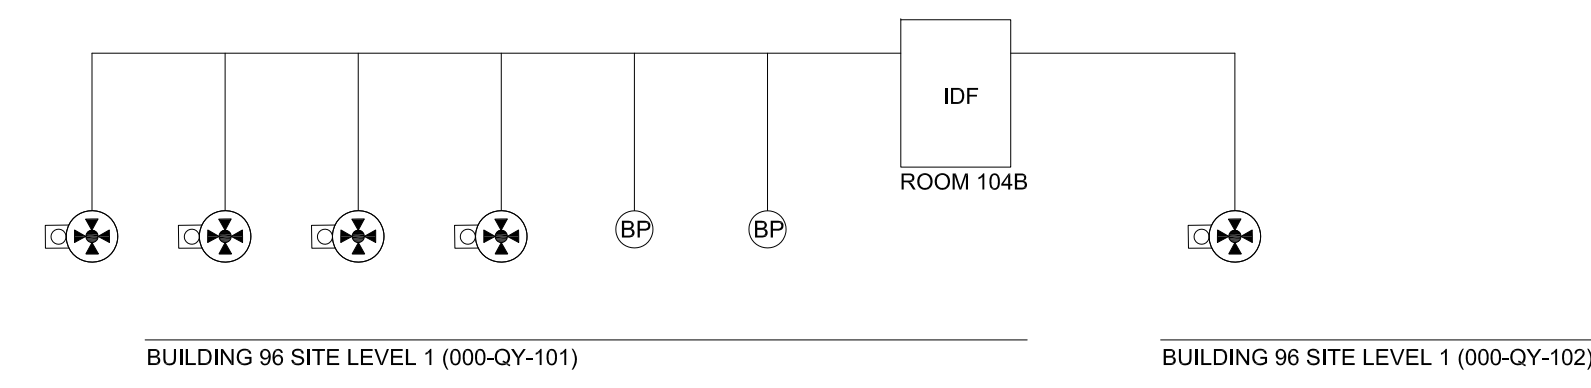 IDF
ROOM 104B
BP
BP
BUILDING 96 SITE LEVEL 1 (000-QY-101)
BUILDING 96 SITE LEVEL 1 (000-QY-102)